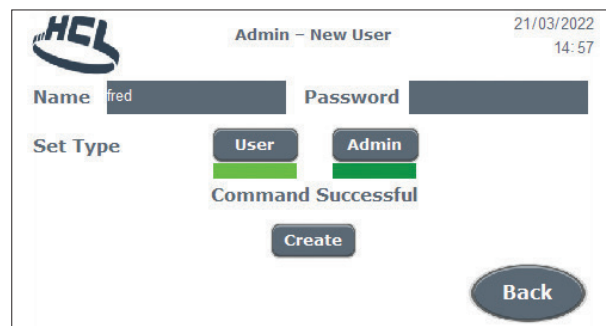 HCL
Admin – New User
21/03/2022
14:57
Name fred Password
Set Type User Admin
Command Successful
Create
Back